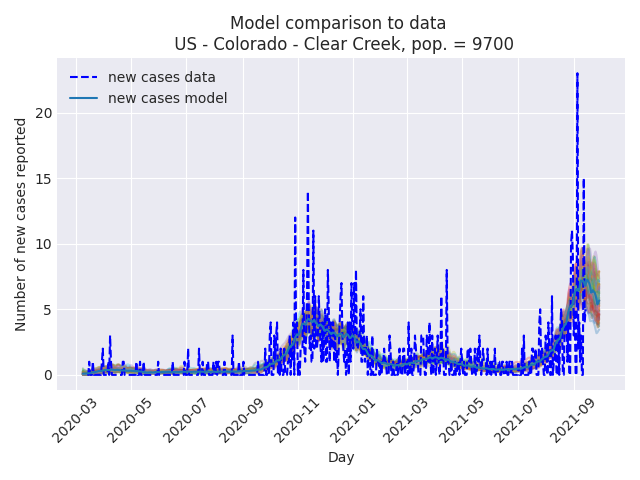 Model comparison to data
US - Colorado - Clear Creek, pop. = 9700
new cases data
new cases model
Number of new cases reported
20
15
10
5
0
2020-03
2020-05
2020-07
2020-09
2020-11
2021-01
2021-03
2021-05
2021-07
2021-09
Day